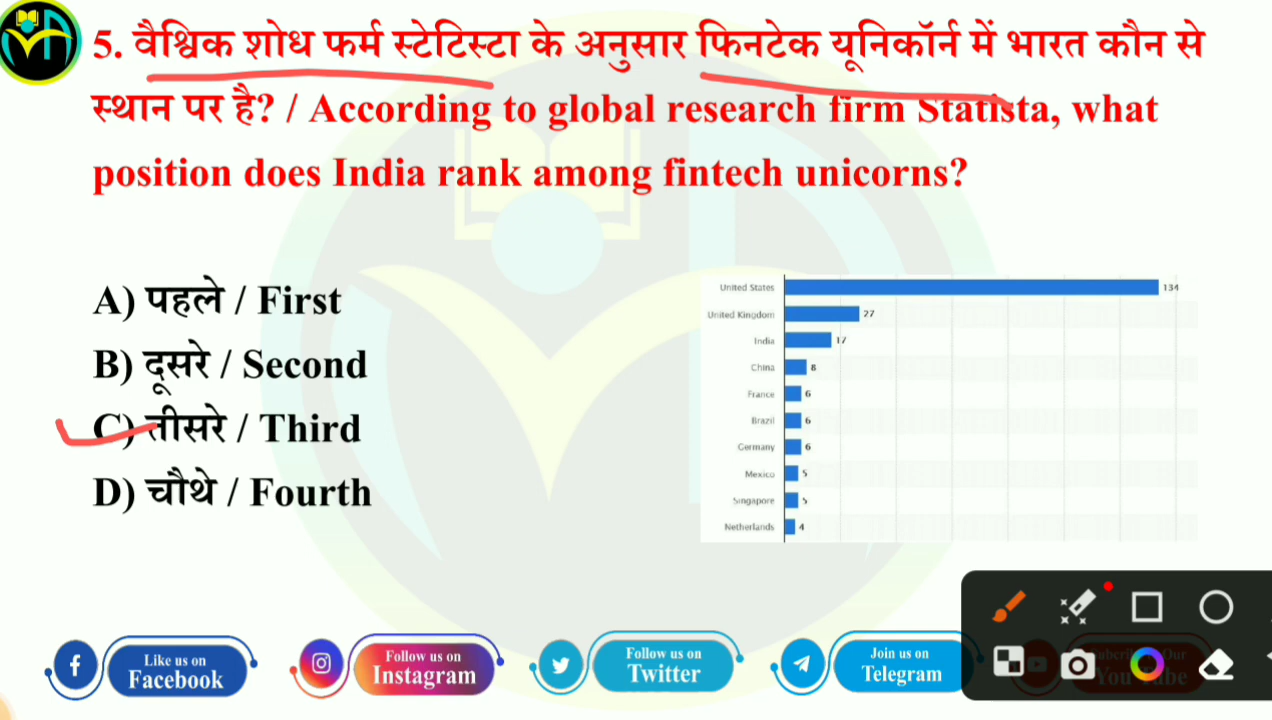 5. वैश्विक शोध फर्म स्टेटिस्टा के अनुसार फिनटेक यूनिकॉर्न में भारत कौन से
स्थान पर है? / According to global research firm Statista, what
position does India rank among fintech unicorns?
A) पहले / First
B) दूसरे / Second
C) तीसरे / Third
D) चौथे / Fourth
United States 134
United Kingdom 27
India 17
China 8
France 6
Brazil 6
Germany 6
Mexico 5
Singapore 5
Netherlands 4
Like us on
Facebook
Follow us on
Instagram
Follow us on
Twitter
Join us on
Telegram